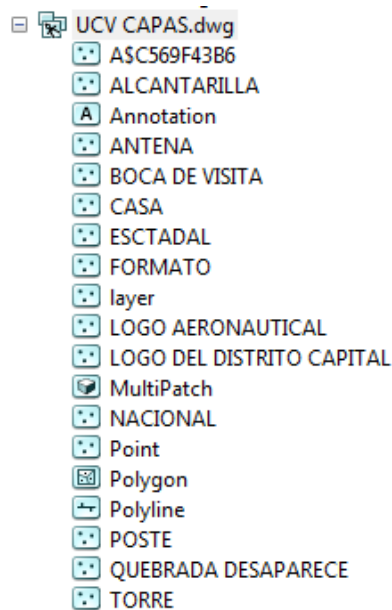 UCV CAPAS.dwg
A$C569F43B6
ALCANTARILLA
A Annotation
ANTENA
BOCA DE VISITA
CASA
ESCTADAL
FORMATO
layer
LOGO AERONAUTICAL
LOGO DEL DISTRITO CAPITAL
MultiPatch
NACIONAL
Point
Polygon
Polyline
POSTE
QUEBRADA DESAPARECE
TORRE